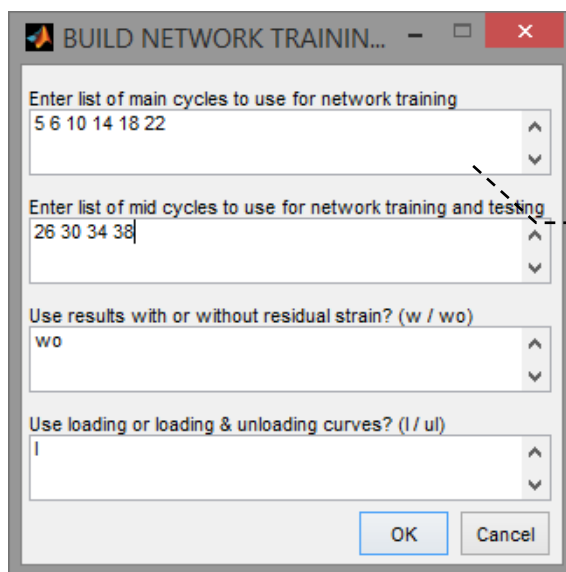 BUILD NETWORK TRAININ...
Enter list of main cycles to use for network training
5 6 10 14 18 22
Enter list of mid cycles to use for network training and testing
26 30 34 38
Use results with or without residual strain? (w / wo)
wo
Use loading or loading & unloading curves? (l / ul)
l
OK Cancel